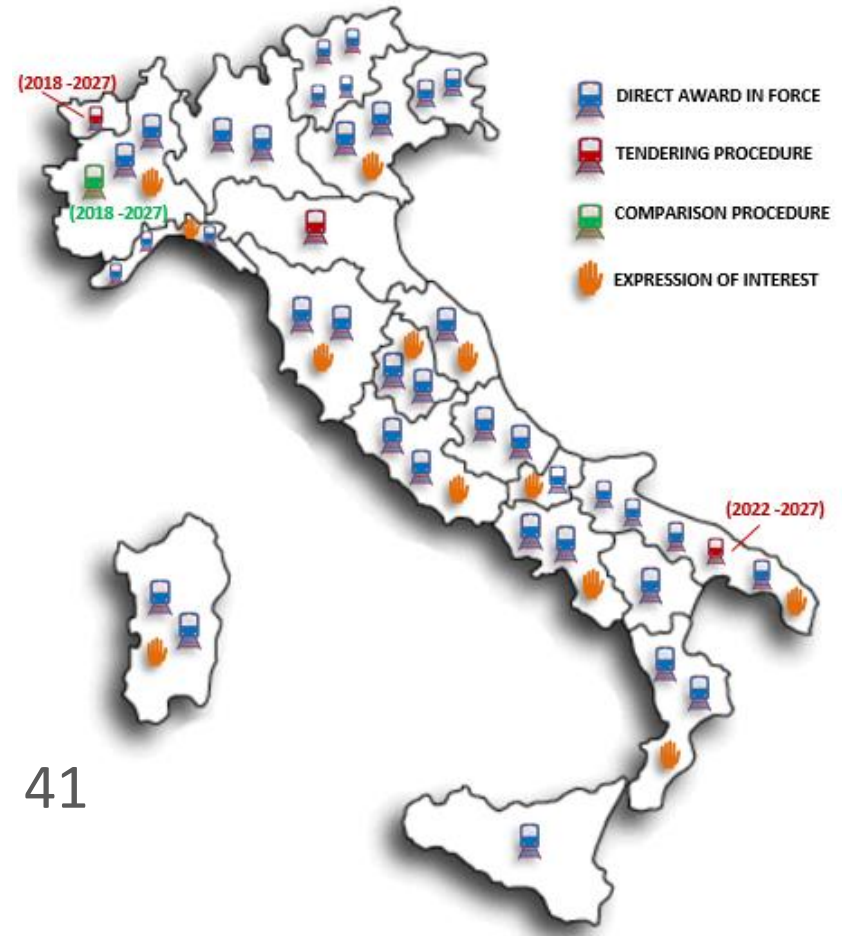 (2018 -2027)
DIRECT AWARD IN FORCE
TENDERING PROCEDURE
COMPARISON PROCEDURE
(2018 -2027)
EXPRESSION OF INTEREST
(2022 -2027)
41